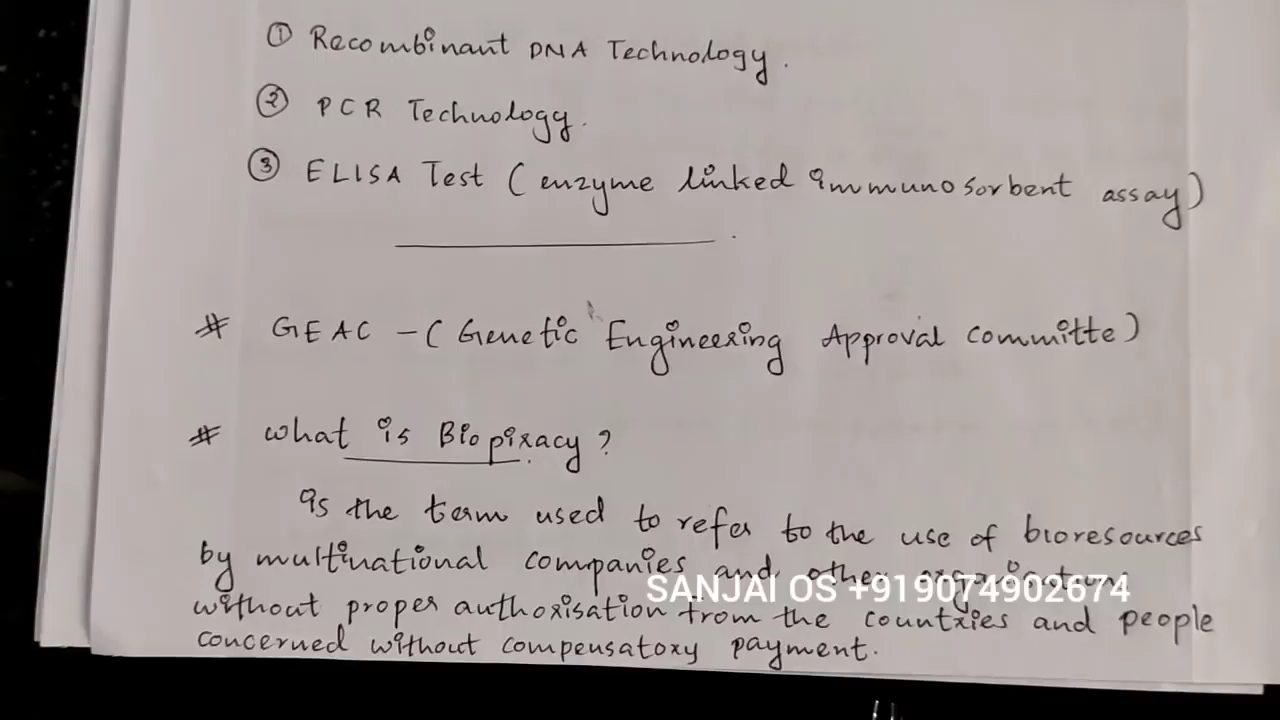 ① Recombinant DNA Technology.
② PCR Technology.
③ ELISA Test (enzyme linked immunosorbent assay)
* GEAC - (Genetic Engineering Approval committe)
* what is Biopiracy?
is the term used to refer to the use of bioresources
by multinational companies and other
SANJAI OS +919074902674
without proper authorisation from the countries and people
concerned without compensatory payment.